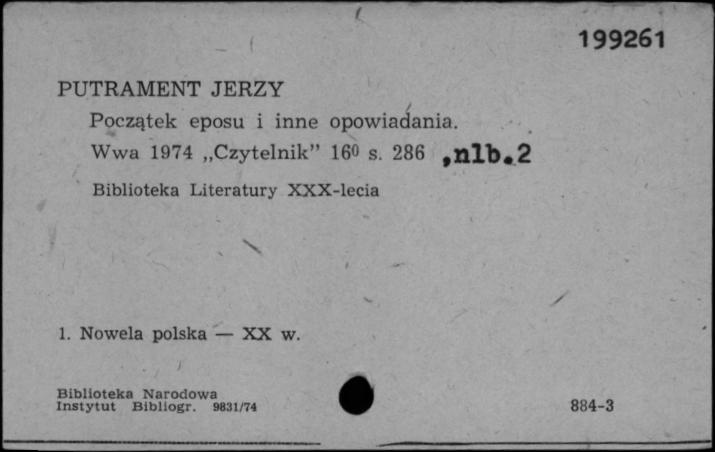 199261
PUTRAMENT JERZY
Początek eposu i inne opowiadania.
Wwa 1974 „Czytelnik” 16⁰ s. 286 ,nlb.2
Biblioteka Literatury XXX-lecia
1. Nowela polska — XX w.
Biblioteka Narodowa
Instytut Bibliogr. 9831/74
884-3